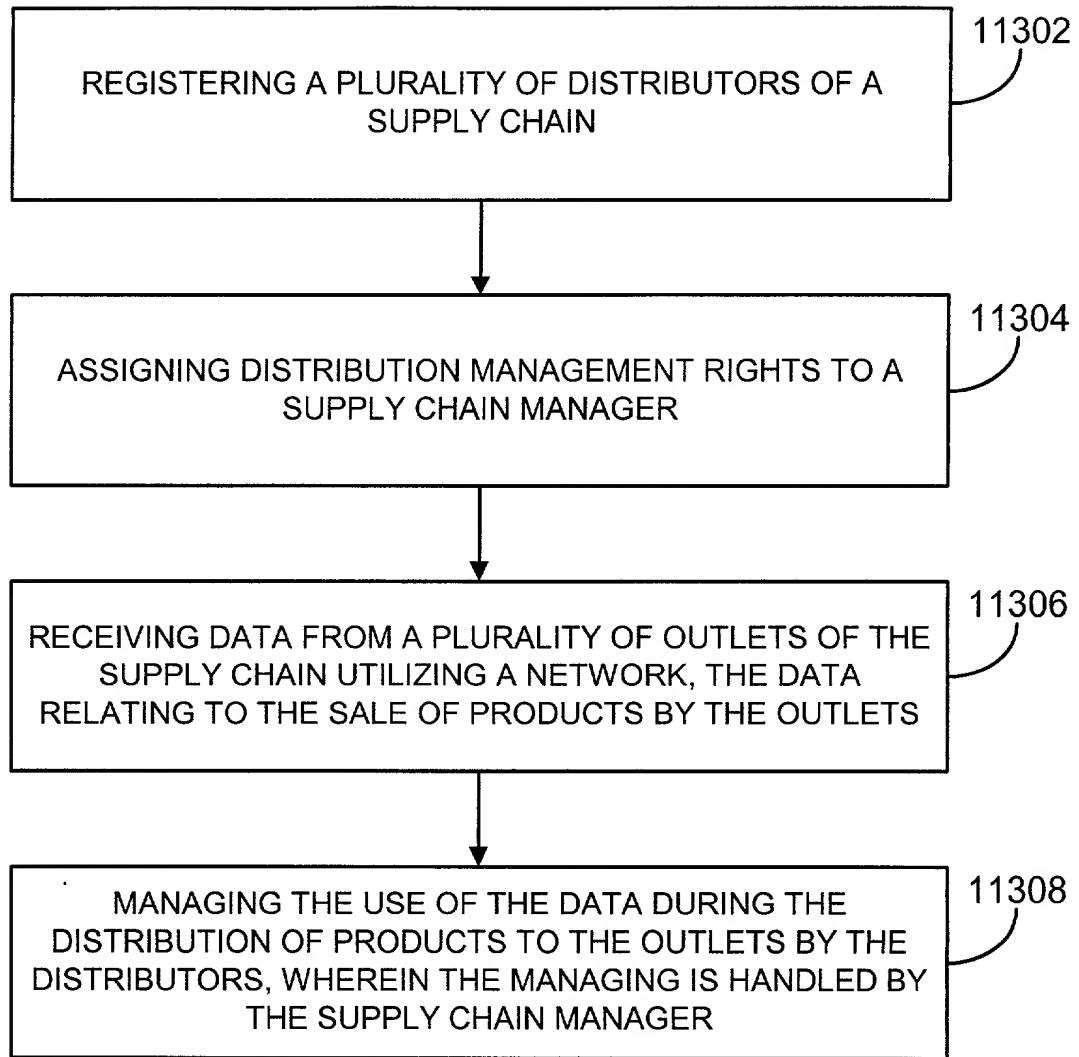 11302
REGISTERING A PLURALITY OF DISTRIBUTORS OF A
SUPPLY CHAIN
11304
ASSIGNING DISTRIBUTION MANAGEMENT RIGHTS TO A
SUPPLY CHAIN MANAGER
11306
RECEIVING DATA FROM A PLURALITY OF OUTLETS OF THE
SUPPLY CHAIN UTILIZING A NETWORK, THE DATA
RELATING TO THE SALE OF PRODUCTS BY THE OUTLETS
11308
MANAGING THE USE OF THE DATA DURING THE
DISTRIBUTION OF PRODUCTS TO THE OUTLETS BY THE
DISTRIBUTORS, WHEREIN THE MANAGING IS HANDLED BY
THE SUPPLY CHAIN MANAGER